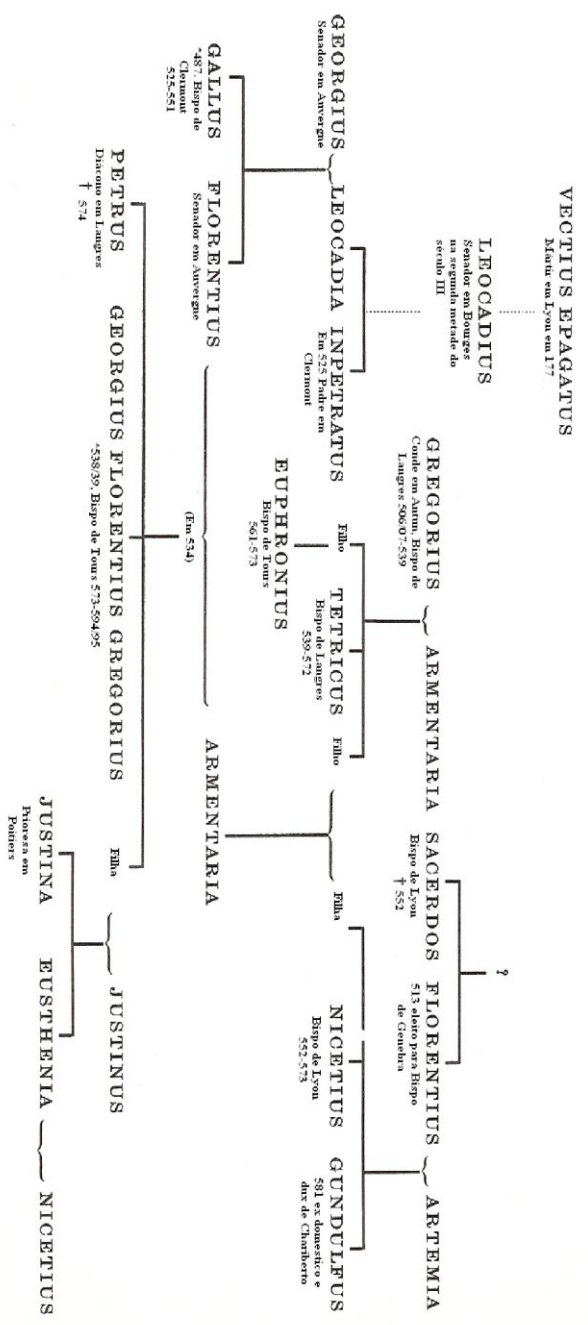 VECTIUS EPAGATUS
Mártir em Lyon em 177
LEOCADIUS
Senador em Bourges
na segunda metade do
século III
GREGORIUS
Conde em Autun, Bispo de
Langres 506/07-539
ARMENTARIA
?
SACERDOS
Bispo de Lyon
† 552
FLORENTIUS
513 eleito para Bispo
de Genebra
ARTEMIA
GEORGIUS
Senador em Auvergne
LEOCADIA
INPETRATUS
Em 525 Padre em
Clermont
Filho
TETRICUS
Bispo de Langres
539-572
Filho
Filha
NICETIUS
Bispo de Lyon
552-573
GUNDULFUS
581 ex domestico e
dux de Chariberto
EUPHRONIUS
Bispo de Tours
561-573
GALLUS
*487. Bispo de
Clermont
525-551
FLORENTIUS
Senador em Auvergne
(Em 534)
ARMENTARIA
PETRUS
Diácono em Langres
† 574
GEORGIUS FLORENTIUS GREGORIUS
*538/39, Bispo de Tours 573-594/95
Filha
JUSTINUS
JUSTINA
Prioresa em
Poitiers
EUSTHENIA
NICETIUS